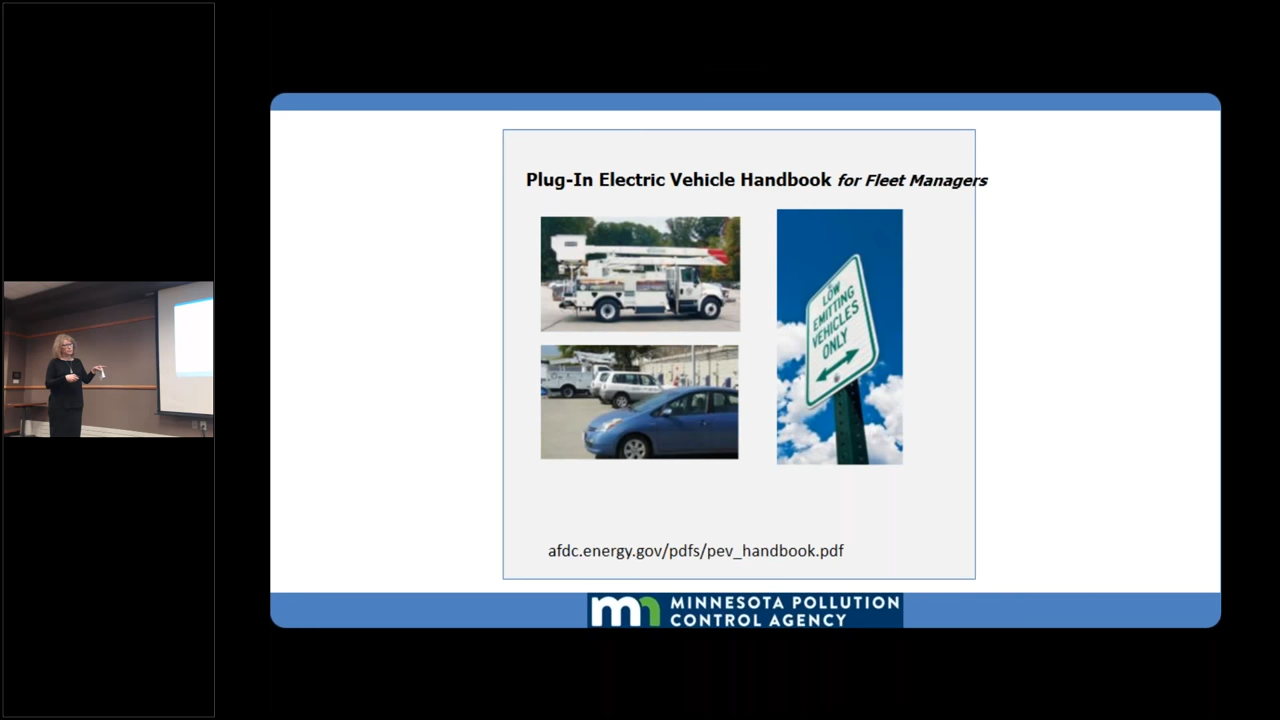 Plug-In Electric Vehicle Handbook for Fleet Managers
LOW
EMITTING
VEHICLES
ONLY
afdc.energy.gov/pdfs/pev_handbook.pdf
mn MINNESOTA POLLUTION
CONTROL AGENCY